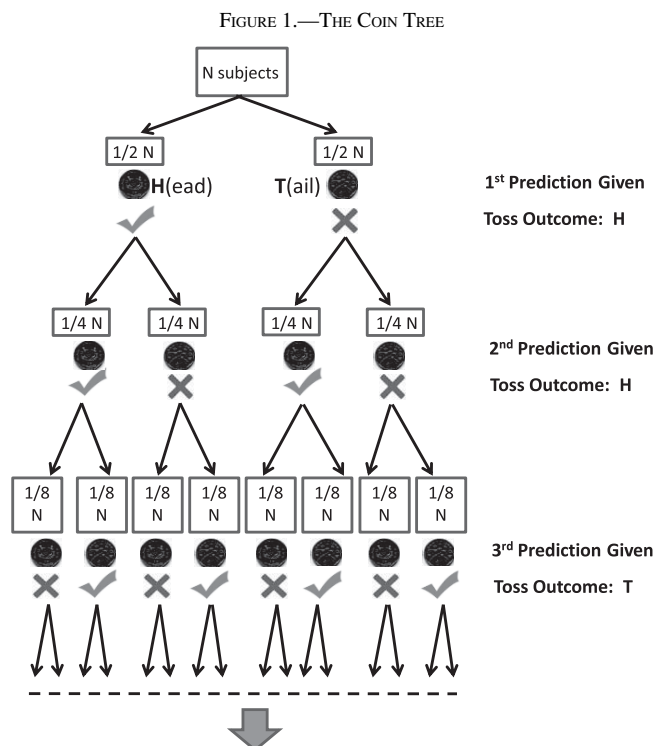 FIGURE 1.—THE COIN TREE
N subjects
1/2 N 1/2 N
H(ead) T(ail) 1st Prediction Given
Toss Outcome: H
1/4 N 1/4 N 1/4 N 1/4 N
2nd Prediction Given
Toss Outcome: H
1/8 1/8 1/8 1/8 1/8 1/8 1/8 1/8
N N N N N N N N
3rd Prediction Given
Toss Outcome: T